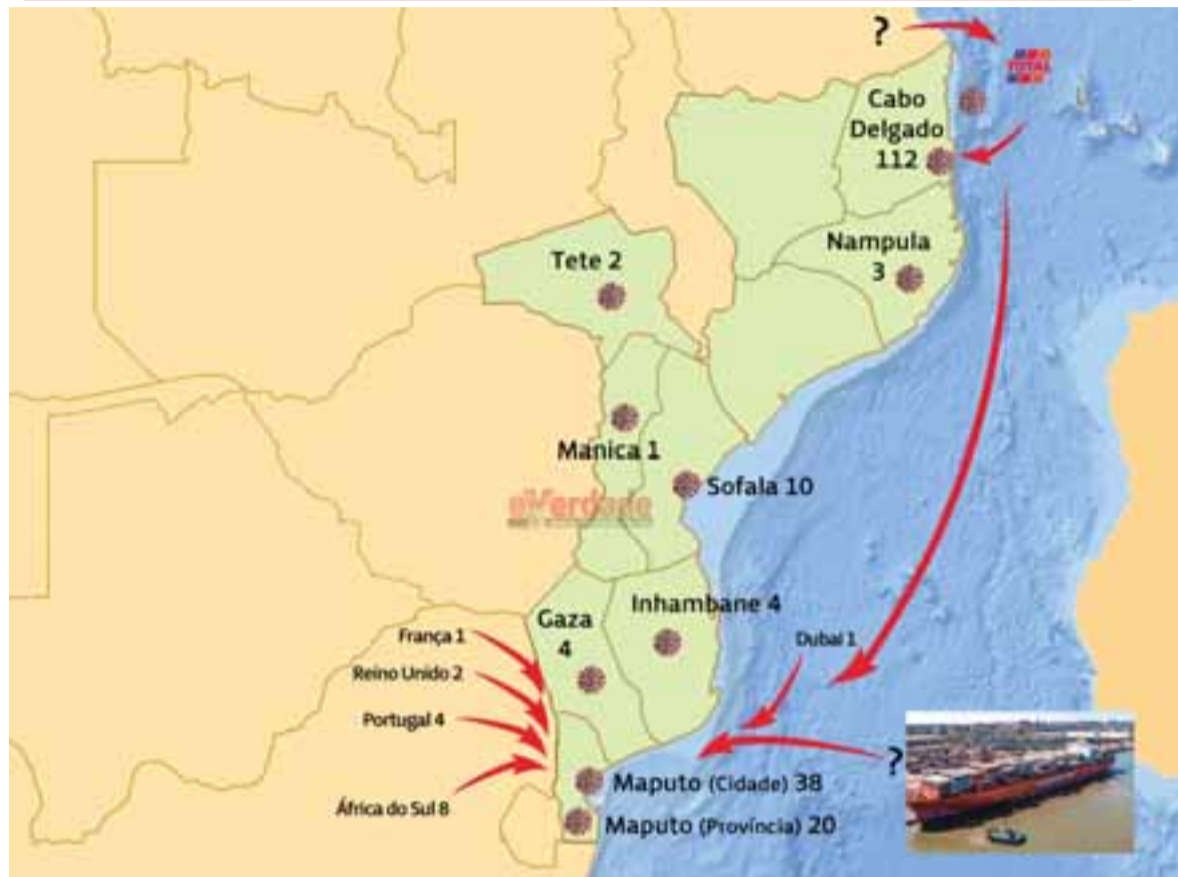 ?
TOTAL
Cabo
Delgado
112
Nampula
3
Tete 2
Manica 1
@Verdade
Sofala 10
Inhambane 4
Gaza
4
França 1
Reino Unido 2
Portugal 4
África do Sul 8
Dubai 1
?
Maputo (Cidade) 38
Maputo (Província) 20